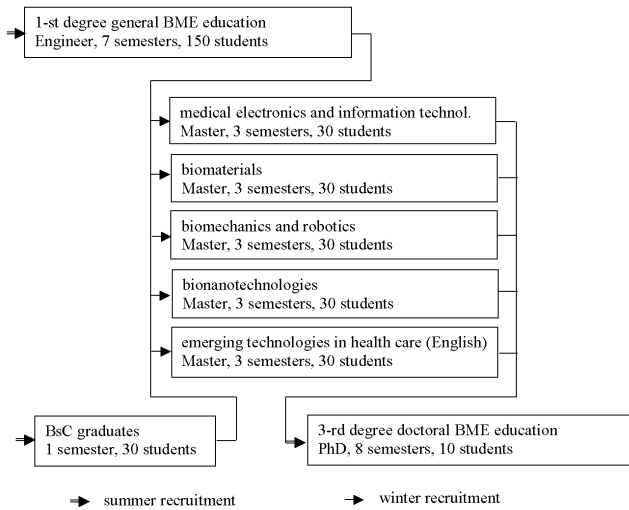 1-st degree general BME education
Engineer, 7 semesters, 150 students
medical electronics and information technol.
Master, 3 semesters, 30 students
biomaterials
Master, 3 semesters, 30 students
biomechanics and robotics
Master, 3 semesters, 30 students
bionanotechnologies
Master, 3 semesters, 30 students
emerging technologies in health care (English)
Master, 3 semesters, 30 students
BsC graduates
1 semester, 30 students
3-rd degree doctoral BME education
PhD, 8 semesters, 10 students
summer recruitment
winter recruitment